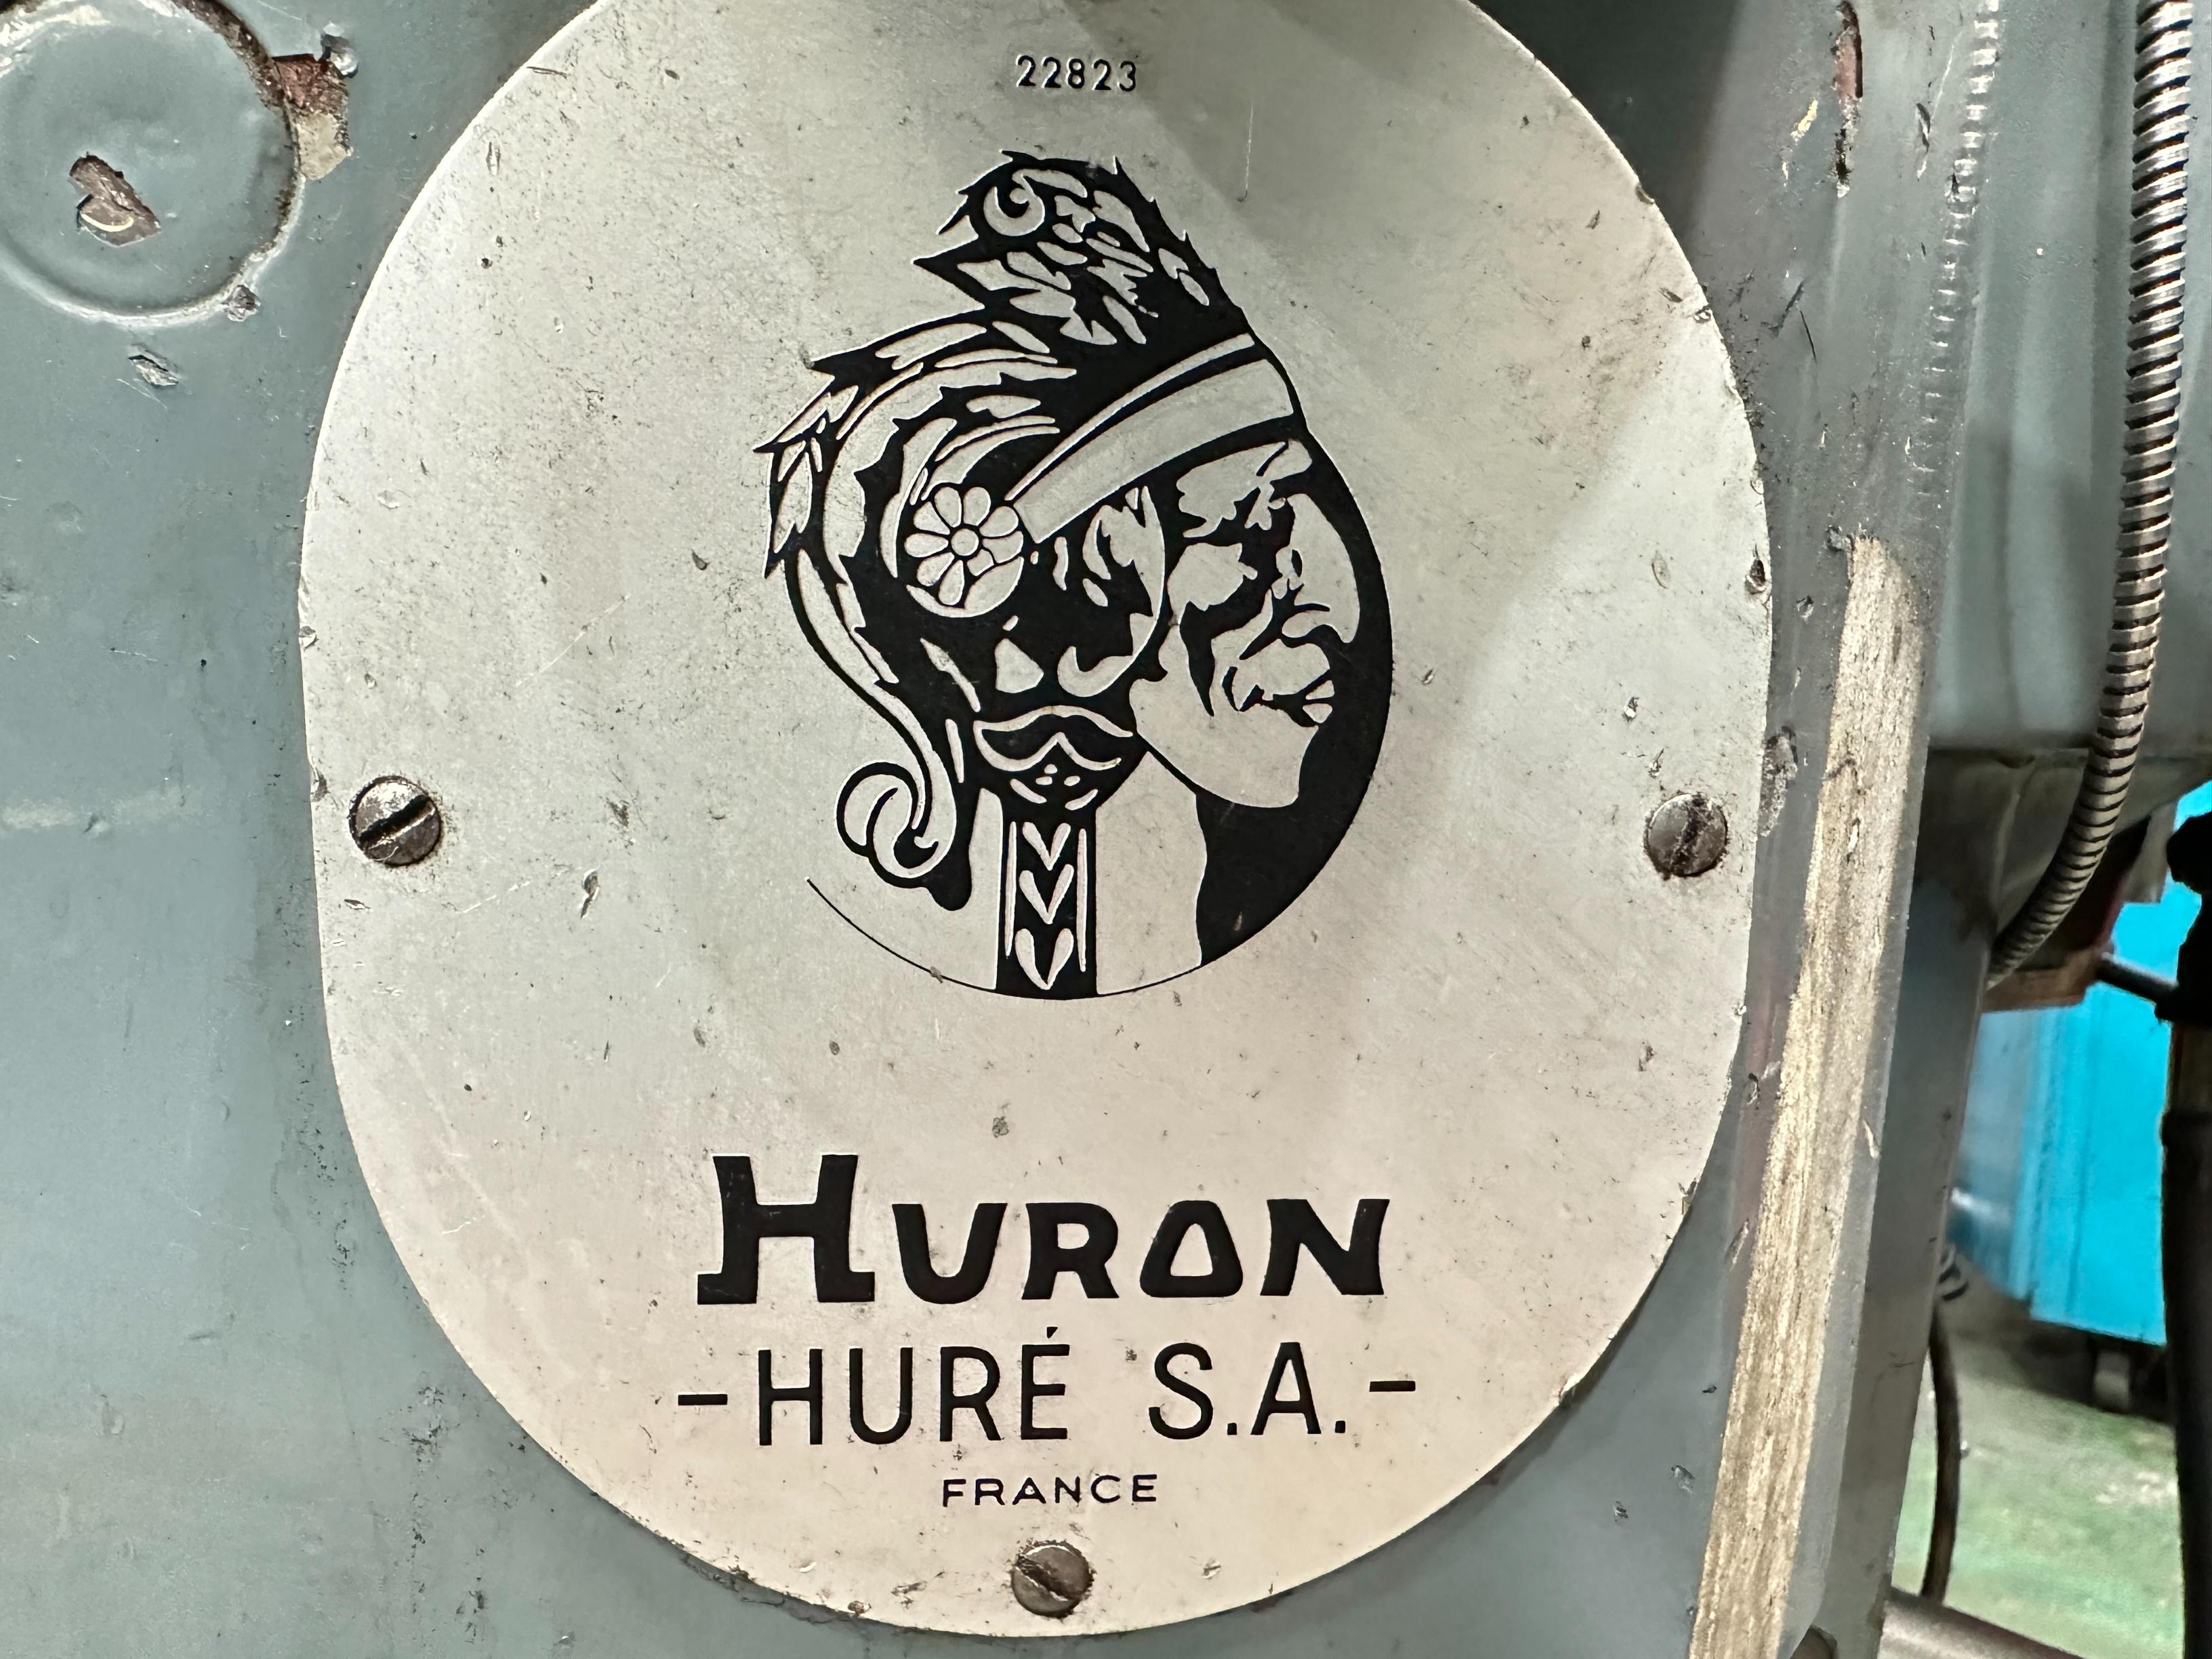 22823
HURON
-HURÉ S.A.-
FRANCE